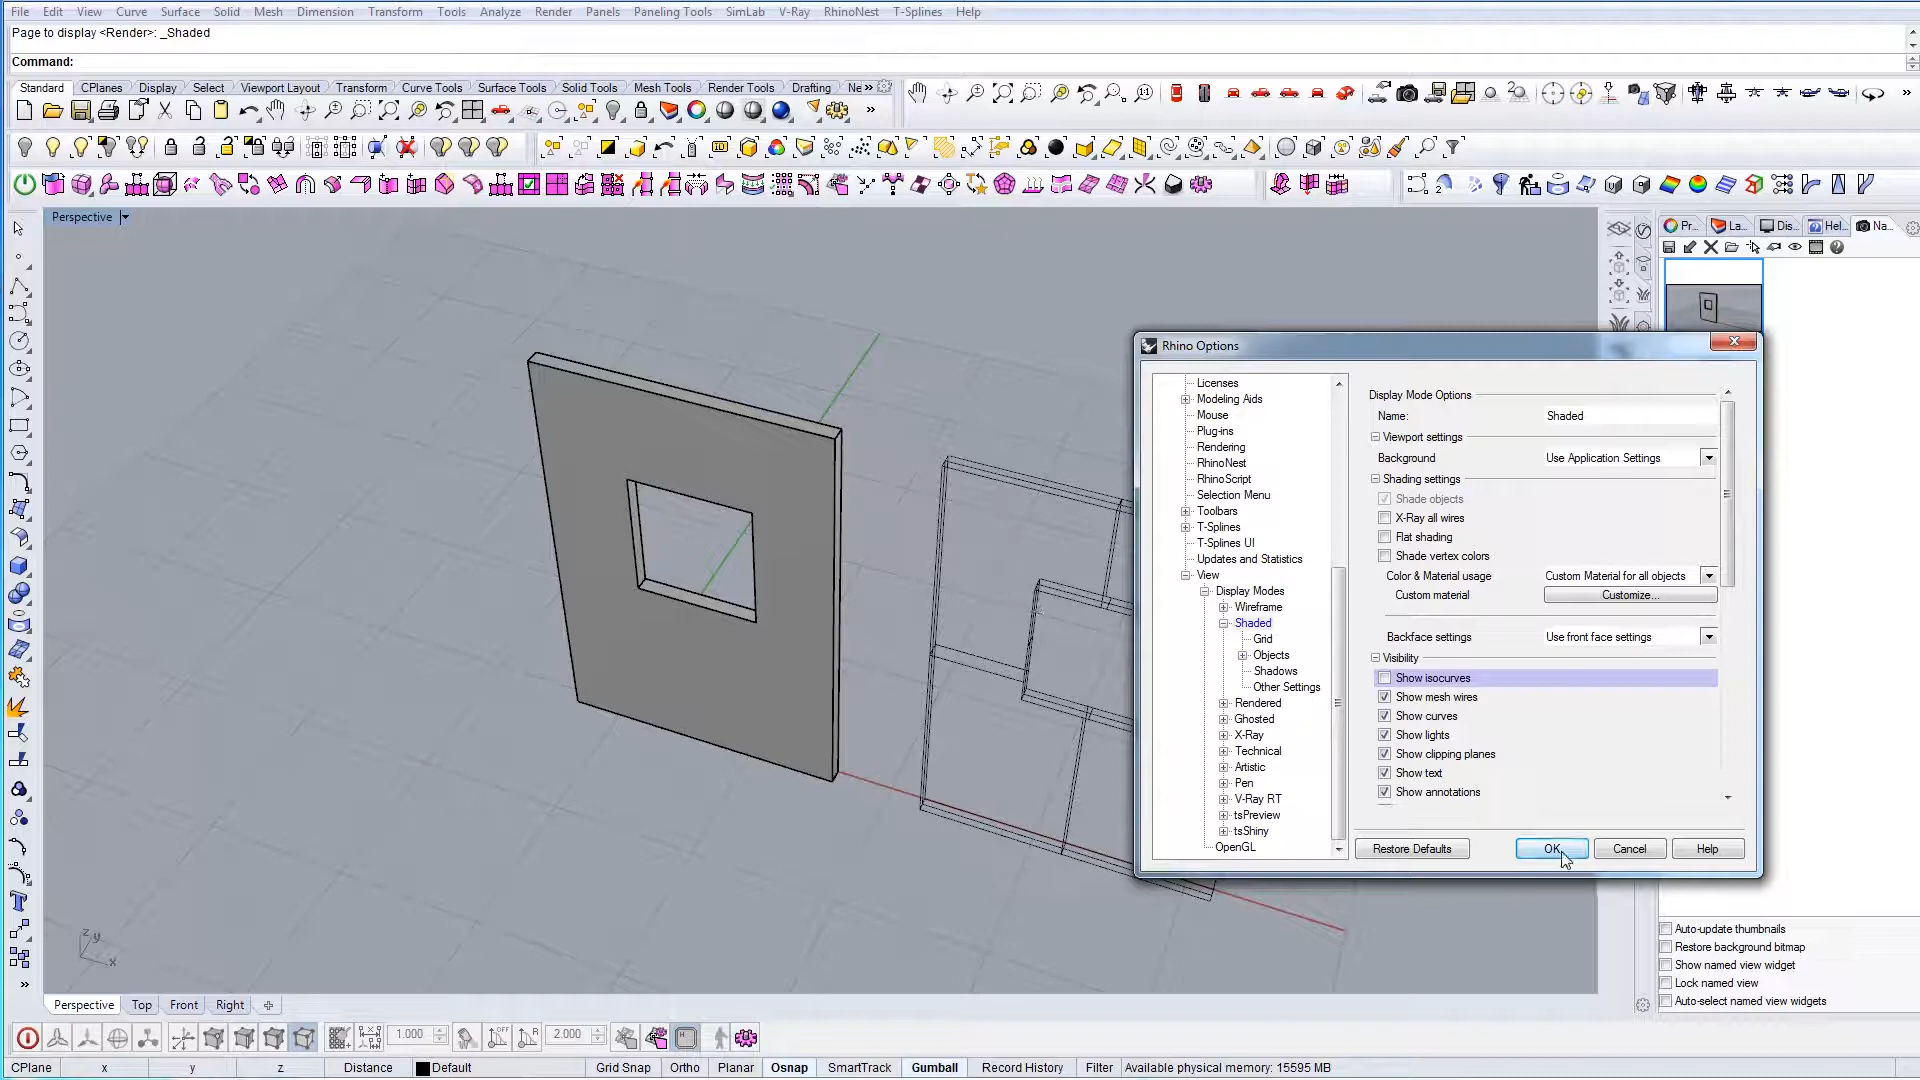 File Edit View Curve Surface Solid Mesh Dimension Transform Tools Analyze Render Panels Paneling Tools SimLab V-Ray RhinoNest T-Splines Help
Page to display <Render>: _Shaded
Command:
Standard CPlanes Display Select Viewport Layout Transform Curve Tools Surface Tools Solid Tools Mesh Tools Render Tools Drafting Ne »
Perspective
Pr... La... Dis... Hel... Na...
Rhino Options
Licenses
Modeling Aids
Mouse
Plug-ins
Rendering
RhinoNest
RhinoScript
Selection Menu
Toolbars
T-Splines
T-Splines UI
Updates and Statistics
View
Display Modes
Wireframe
Shaded
Grid
Objects
Shadows
Other Settings
Rendered
Ghosted
X-Ray
Technical
Artistic
Pen
V-Ray RT
tsPreview
tsShiny
OpenGL
Display Mode Options
Name: Shaded
Viewport settings
Background Use Application Settings
Shading settings
Shade objects
X-Ray all wires
Flat shading
Shade vertex colors
Color & Material usage Custom Material for all objects
Custom material Customize...
Backface settings Use front face settings
Visibility
Show isocurves
Show mesh wires
Show curves
Show lights
Show clipping planes
Show text
Show annotations
Restore Defaults OK Cancel Help
Auto-update thumbnails
Restore background bitmap
Show named view widget
Lock named view
Auto-select named view widgets
z y
x
Perspective Top Front Right
1.000 OFF R 2.000
CPlane x y z Distance Default Grid Snap Ortho Planar Osnap SmartTrack Gumball Record History Filter Available physical memory: 15595 MB